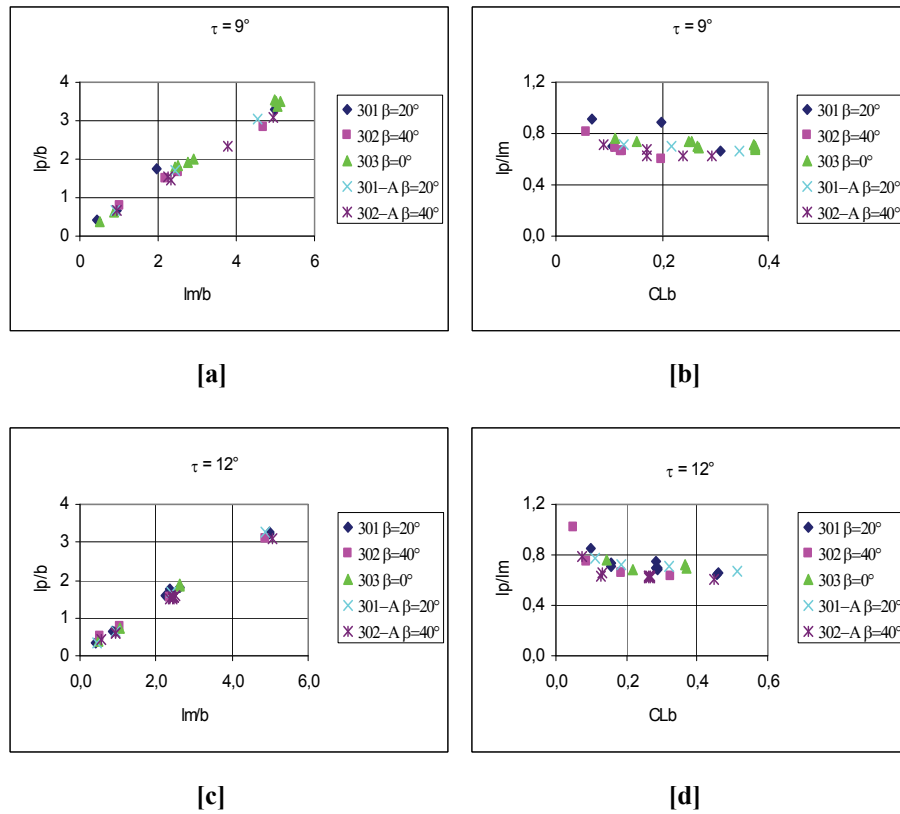 τ = 9°
lp/b
4
3
2
1
0
0 2 4 6
lm/b
301 β=20°
302 β=40°
303 β=0°
301−A β=20°
302−A β=40°
[a]
τ = 9°
lp/lm
1,2
0,8
0,4
0,0
0 0,2 0,4
CLb
301 β=20°
302 β=40°
303 β=0°
301−A β=20°
302−A β=40°
[b]
τ = 12°
lp/b
4
3
2
1
0
0,0 2,0 4,0 6,0
lm/b
301 β=20°
302 β=40°
303 β=0°
301−A β=20°
302−A β=40°
[c]
τ = 12°
lp/lm
1,2
0,8
0,4
0,0
0,0 0,2 0,4 0,6
CLb
301 β=20°
302 β=40°
303 β=0°
301−A β=20°
302−A β=40°
[d]